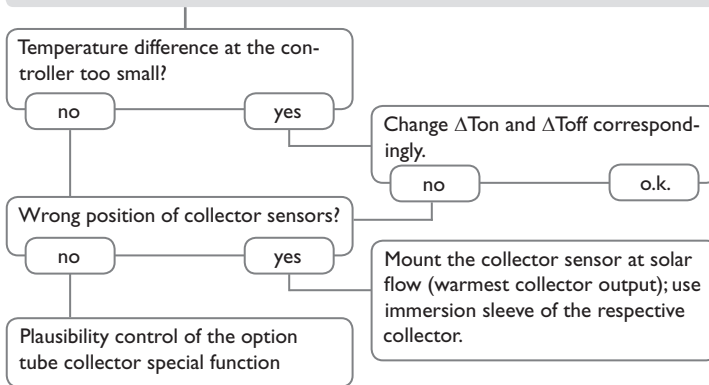 Temperature difference at the con-
troller too small?
no
yes
Change ΔTon and ΔToff correspond-
ingly.
no
o.k.
Wrong position of collector sensors?
no
yes
Mount the collector sensor at solar
flow (warmest collector output); use
immersion sleeve of the respective
collector.
Plausibility control of the option
tube collector special function